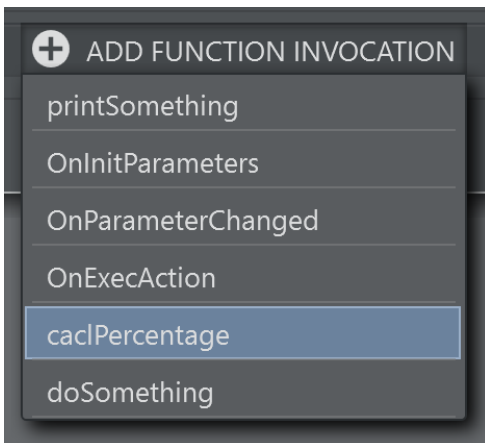 ADD FUNCTION INVOCATION
printSomething
OnInitParameters
OnParameterChanged
OnExecAction
caclPercentage
doSomething